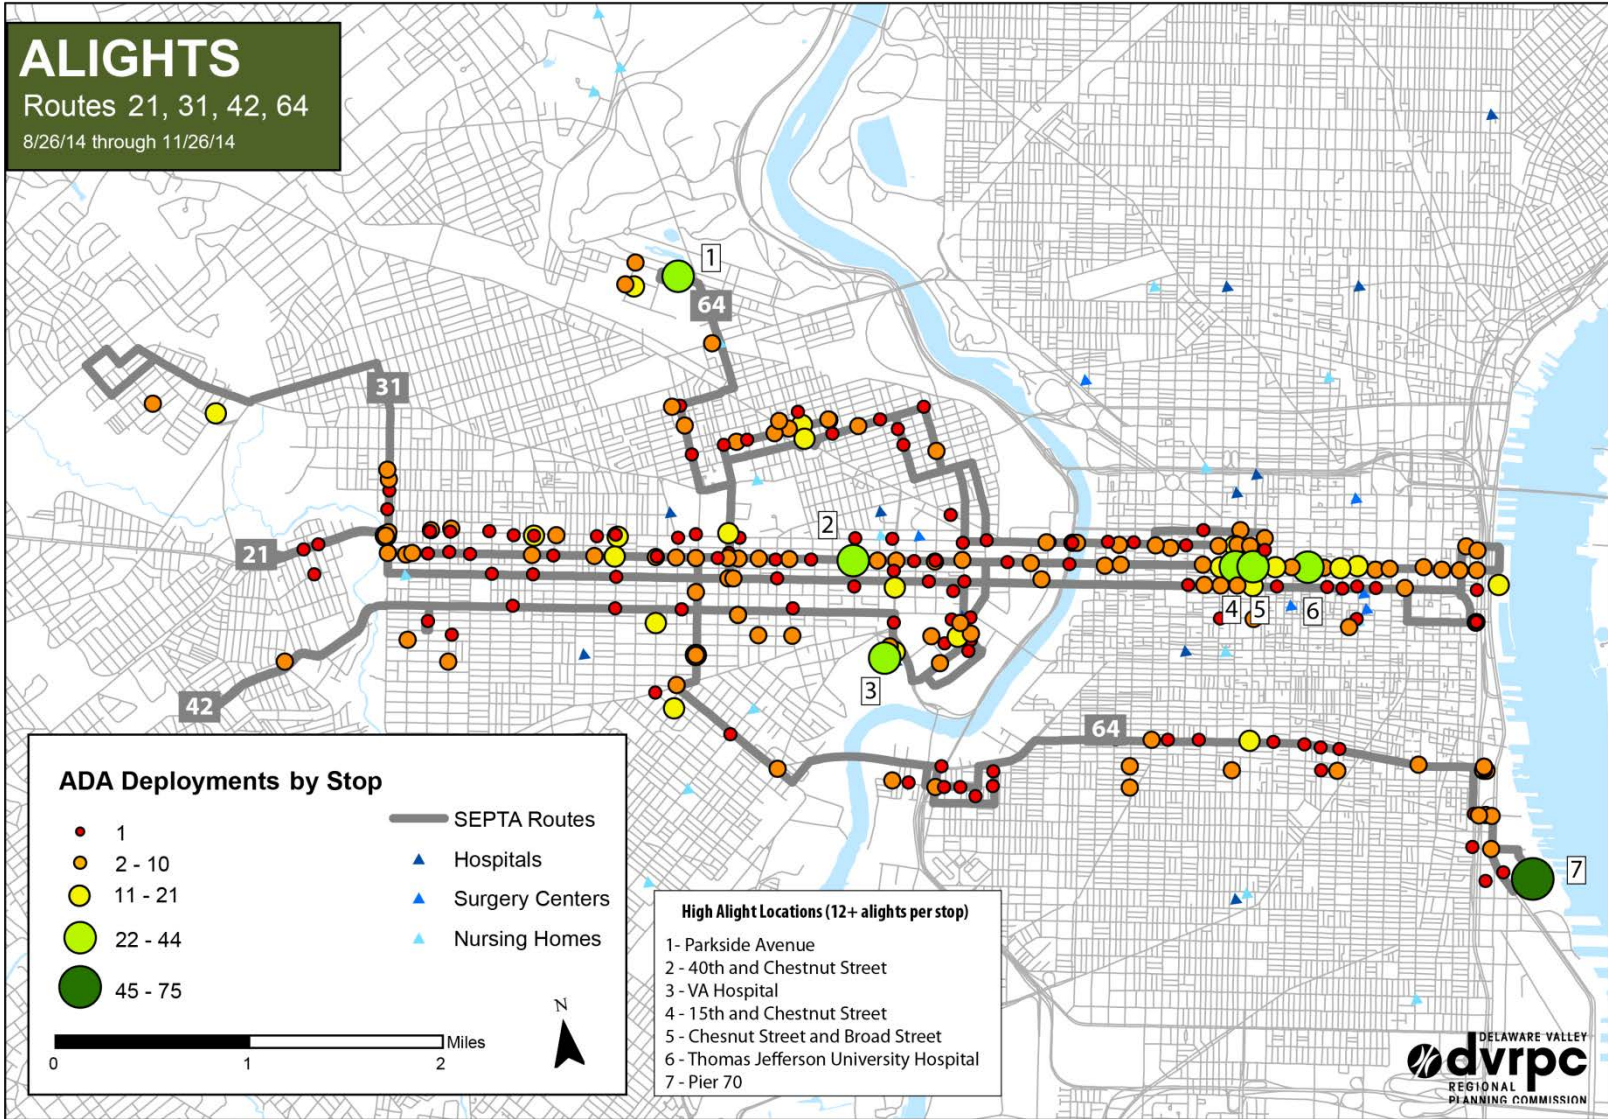 ALIGHTS
Routes 21, 31, 42, 64
8/26/14 through 11/26/14
1
64
31
2
21
4
5
6
3
42
64
7
ADA Deployments by Stop
1
2 - 10
11 - 21
22 - 44
45 - 75
SEPTA Routes
Hospitals
Surgery Centers
Nursing Homes
N
Miles
0
1
2
High Alight Locations (12+ alights per stop)
1- Parkside Avenue
2 - 40th and Chestnut Street
3 - VA Hospital
4 - 15th and Chestnut Street
5 - Chesnut Street and Broad Street
6 - Thomas Jefferson University Hospital
7 - Pier 70
DELAWARE VALLEY
dvrpc
REGIONAL
PLANNING COMMISSION